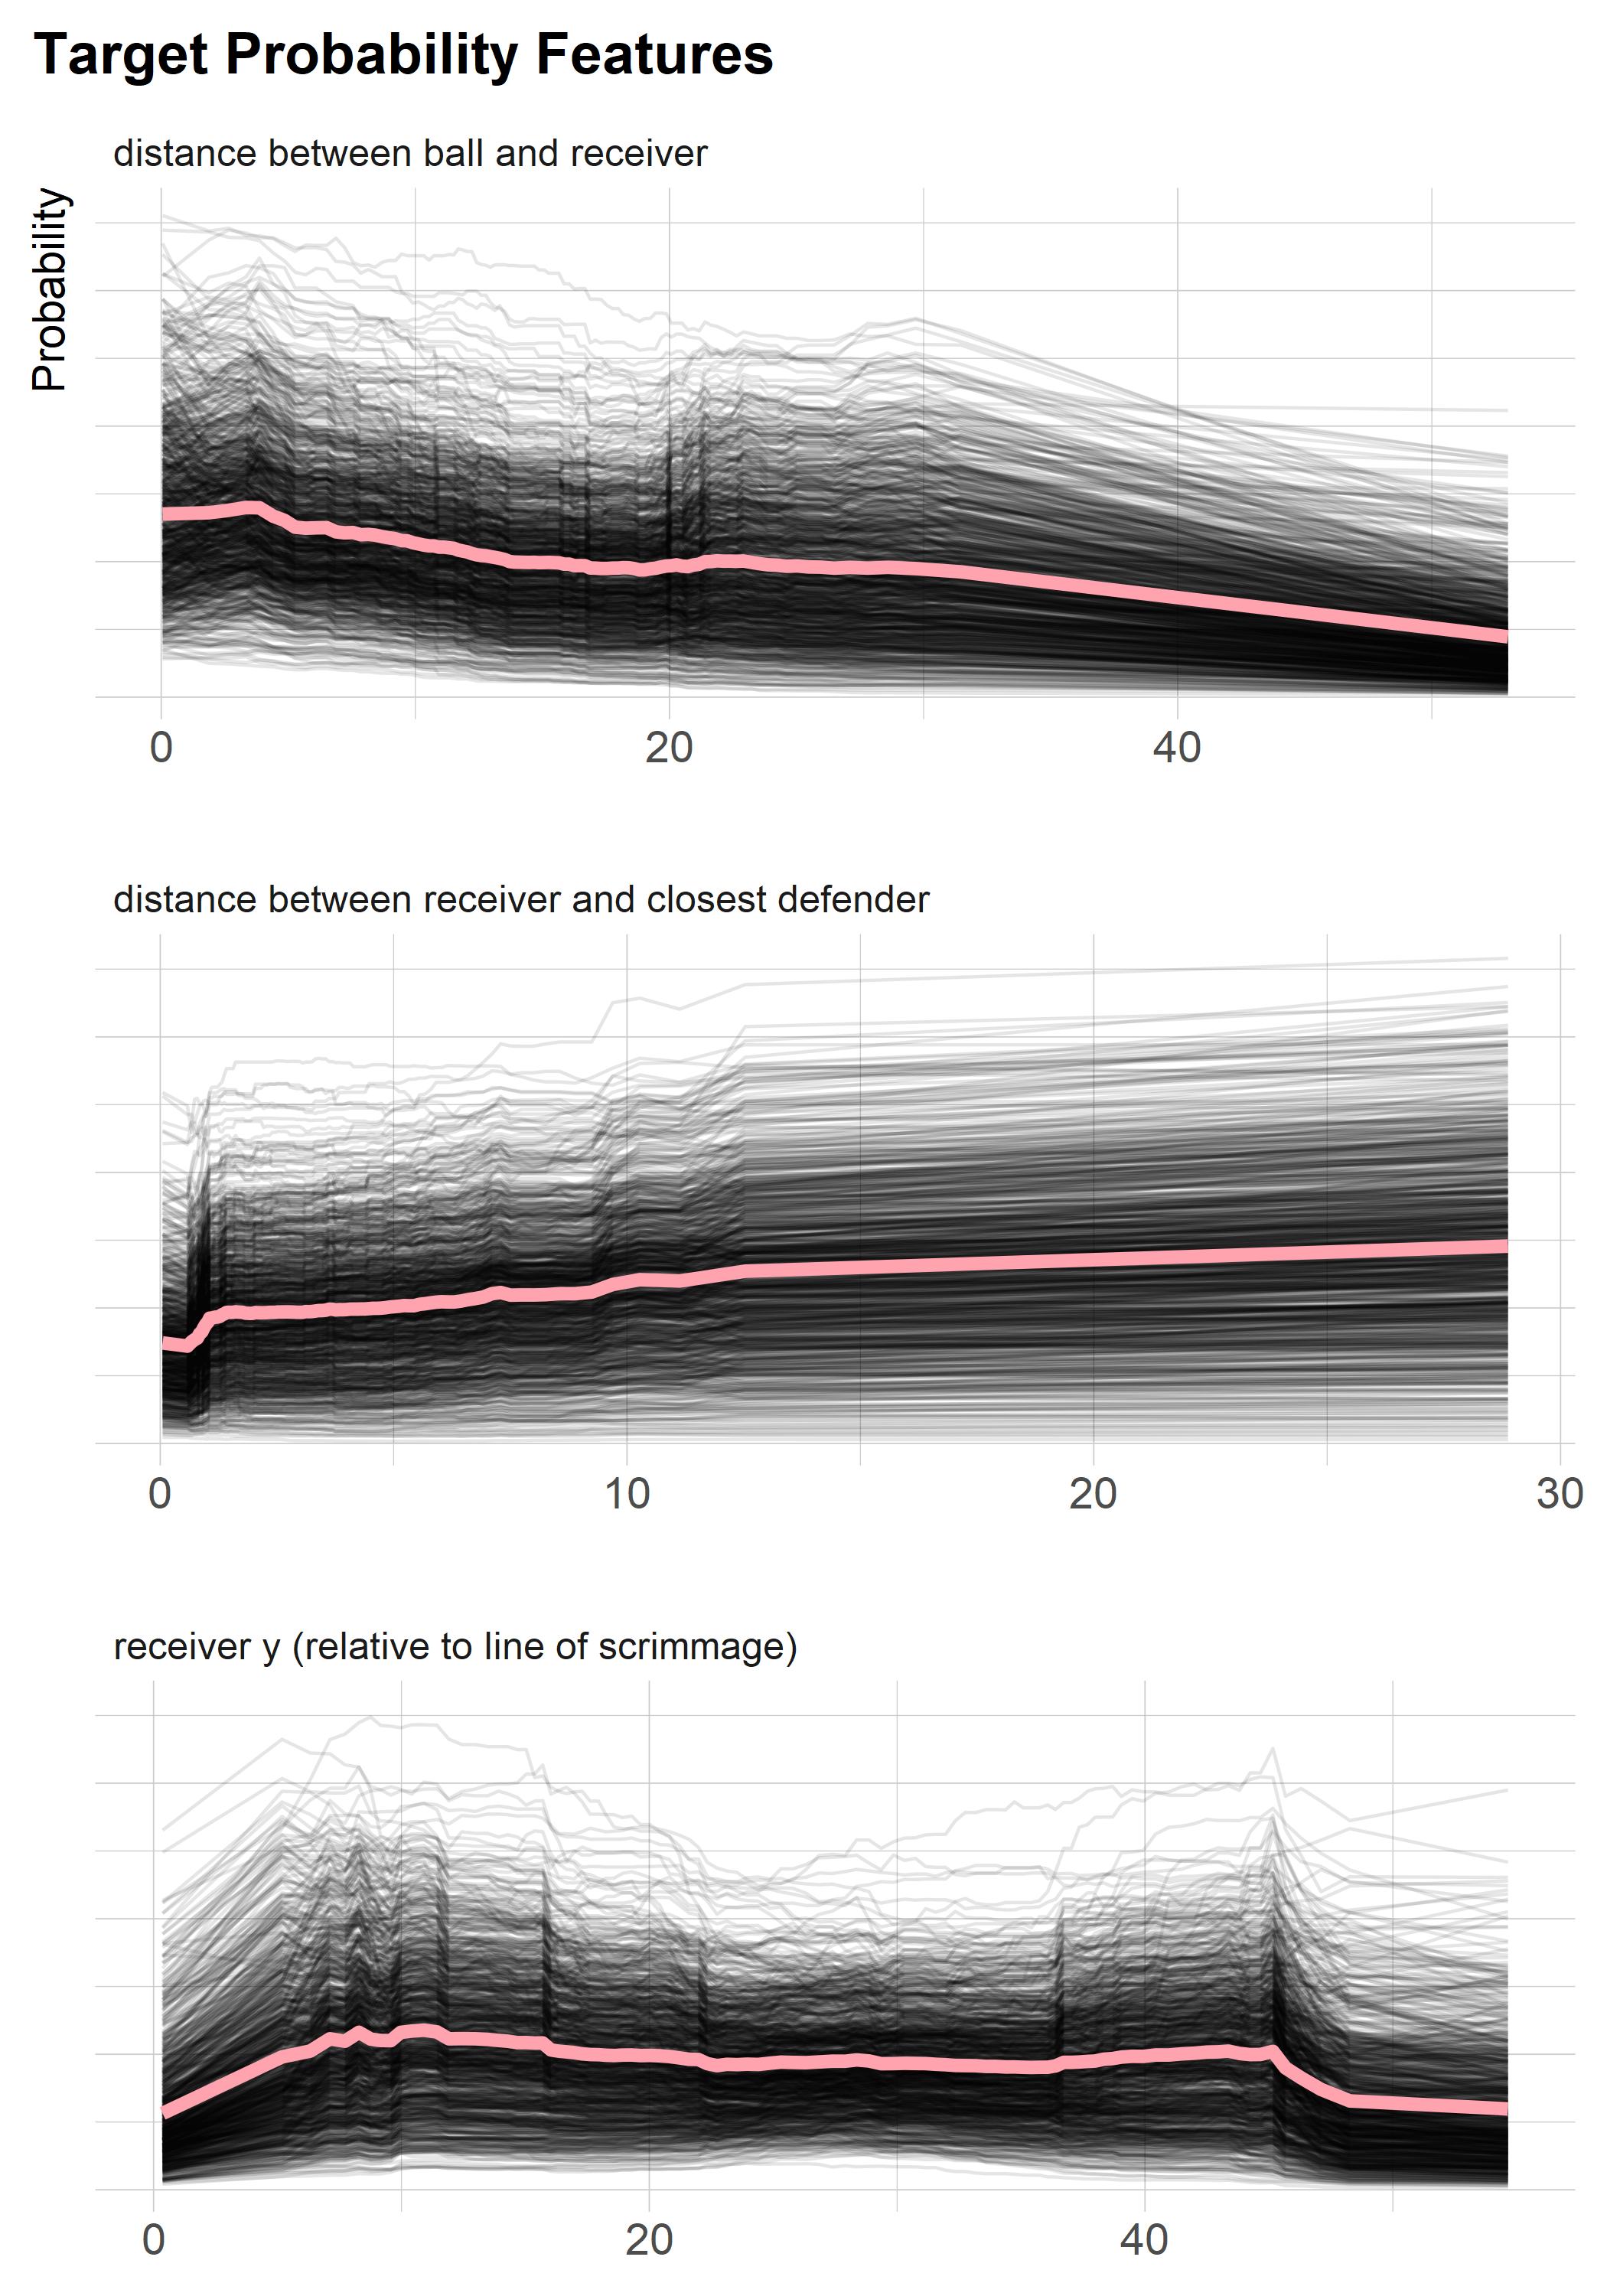 Target Probability Features
distance between ball and receiver
Probability
0 20 40
distance between receiver and closest defender
0 10 20 30
receiver y (relative to line of scrimmage)
0 20 40